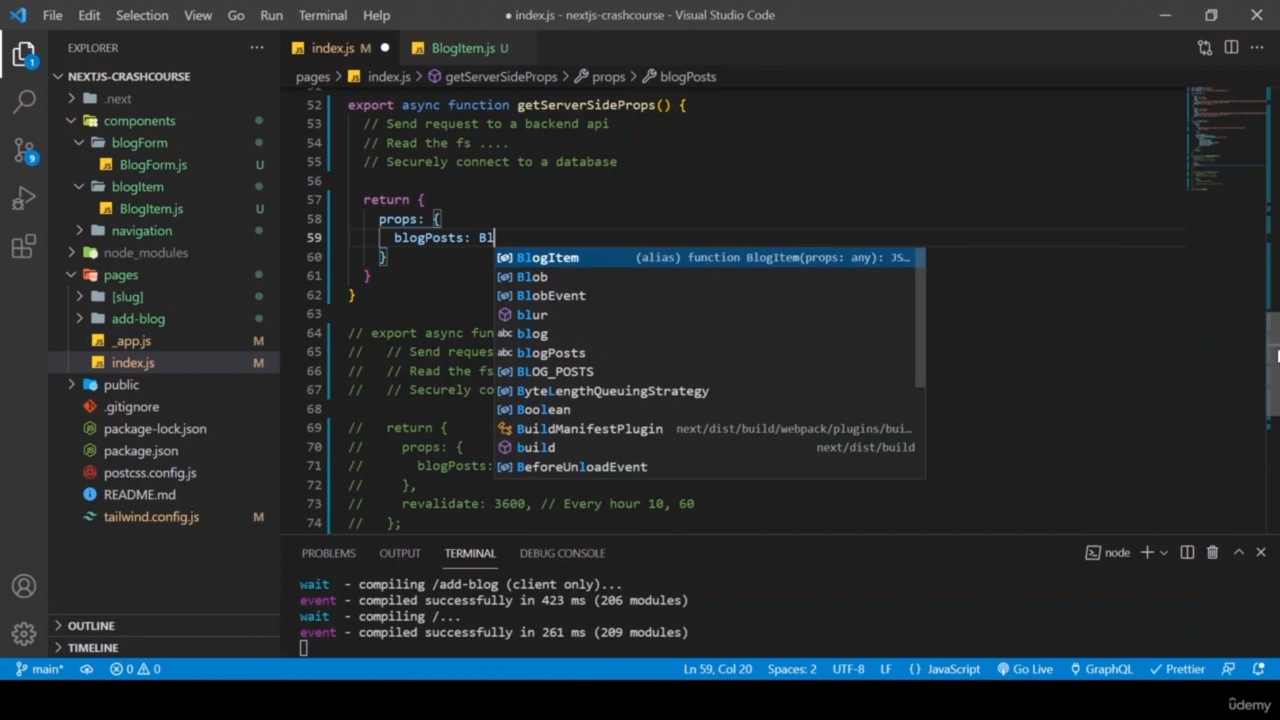 File Edit Selection View Go Run Terminal Help ● index.js - nextjs-crashcourse - Visual Studio Code
EXPLORER ···
index.js M ●
BlogItem.js U
NEXTJS-CRASHCOURSE
pages > index.js > getServerSideProps > props > blogPosts
.next
components
blogForm
BlogForm.js U
blogItem
BlogItem.js U
navigation
node_modules
pages
[slug]
add-blog
_app.js M
index.js M
public
.gitignore
package-lock.json
package.json
postcss.config.js
README.md
tailwind.config.js M
OUTLINE
TIMELINE
52 export async function getServerSideProps() {
53 // Send request to a backend api
54 // Read the fs ....
55 // Securely connect to a database
56
57 return {
58 props: {
59 blogPosts: Bl
60 }
61 }
62 }
63
64 // export async fun
65 // // Send reques
66 // // Read the fs
67 // // Securely co
68
69 // return {
70 // props: {
71 // blogPosts:
72 // },
73 // revalidate: 3600, // Every hour 10, 60
74 // };
BlogItem (alias) function BlogItem(props: any): JS…
Blob
BlobEvent
blur
abc blog
abc blogPosts
BLOG_POSTS
ByteLengthQueuingStrategy
Boolean
BuildManifestPlugin next/dist/build/webpack/plugins/bui…
build next/dist/build
BeforeUnloadEvent
PROBLEMS OUTPUT TERMINAL DEBUG CONSOLE
node
wait - compiling /add-blog (client only)...
event - compiled successfully in 423 ms (206 modules)
wait - compiling /...
event - compiled successfully in 261 ms (209 modules)
main* 0 0 Ln 59, Col 20 Spaces: 2 UTF-8 LF {} JavaScript Go Live GraphQL Prettier
ûdemy